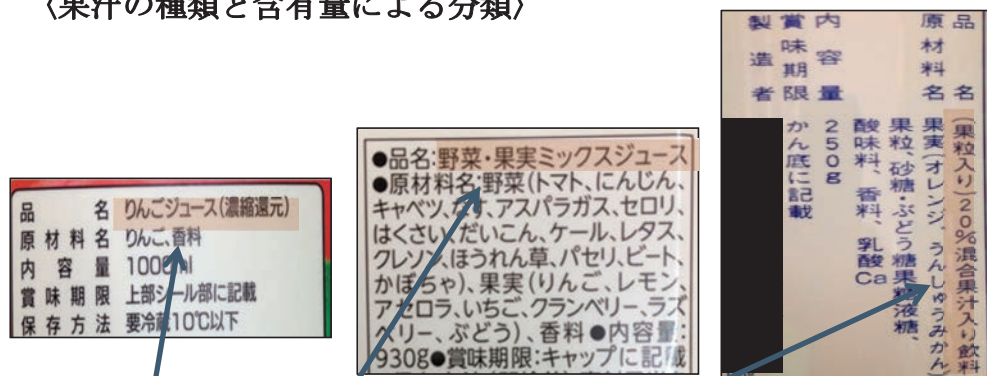 〈果汁の種類と含有量による分類〉
品名 りんごジュース(濃縮還元)
原材料名 りんご、香料
内容量 1000ml
賞味期限 上部シール部に記載
保存方法 要冷蔵10℃以下
●品名:野菜・果実ミックスジュース
●原材料名:野菜(トマト、にんじん、
キャベツ、なす、アスパラガス、セロリ、
はくさい、だいこん、ケール、レタス、
クレソン、ほうれん草、パセリ、ビート、
かぼちゃ)、果実(りんご、レモン、
アセロラ、いちご、クランベリー、ラズ
ベリー、ぶどう)、香料●内容量:
930g●賞味期限:キャップに記載
品名 (果粒入り)20%混合果汁入り飲料
原材料名 果実(オレンジ、うんしゅうみかん)
果粒、砂糖・ぶどう糖果糖液糖、
酸味料、香料、乳酸Ca
内容量 250g
賞味期限 かん底に記載
製造者